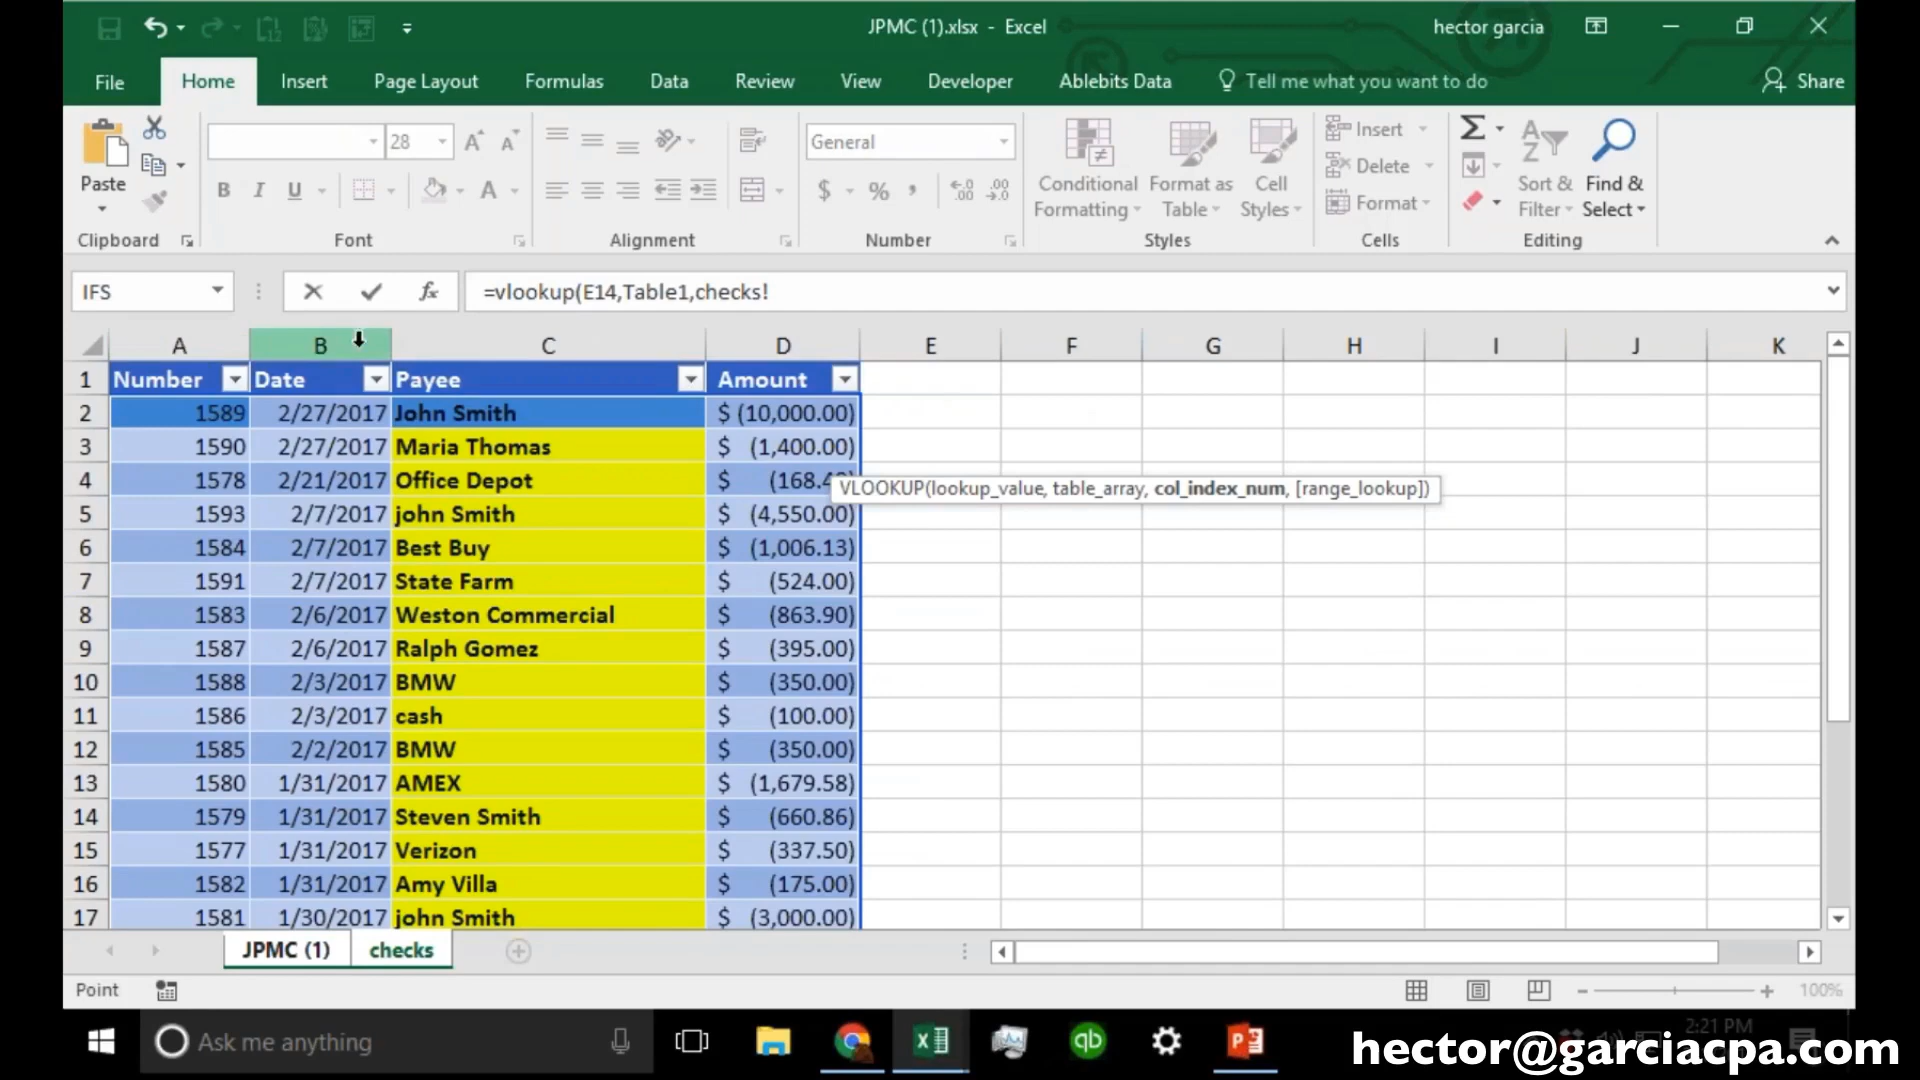 JPMC (1).xlsx - Excel
hector garcia
File Home Insert Page Layout Formulas Data Review View Developer Ablebits Data Tell me what you want to do Share
Paste
28
B I U A
General
$ % ,
Conditional Formatting
Format as Table
Cell Styles
Insert
Delete
Format
Sort & Filter
Find & Select
Clipboard Font Alignment Number Styles Cells Editing
IFS
fx
=vlookup(E14,Table1,checks!
A B C D E F G H I J K
1 Number Date Payee Amount
2 1589 2/27/2017 John Smith $ (10,000.00)
3 1590 2/27/2017 Maria Thomas $ (1,400.00)
4 1578 2/21/2017 Office Depot $
VLOOKUP(lookup_value, table_array, col_index_num, [range_lookup])
5 1593 2/7/2017 john Smith $ (4,550.00)
6 1584 2/7/2017 Best Buy $ (1,006.13)
7 1591 2/7/2017 State Farm $ (524.00)
8 1583 2/6/2017 Weston Commercial $ (863.90)
9 1587 2/6/2017 Ralph Gomez $ (395.00)
10 1588 2/3/2017 BMW $ (350.00)
11 1586 2/3/2017 cash $ (100.00)
12 1585 2/2/2017 BMW $ (350.00)
13 1580 1/31/2017 AMEX $ (1,679.58)
14 1579 1/31/2017 Steven Smith $ (660.86)
15 1577 1/31/2017 Verizon $ (337.50)
16 1582 1/31/2017 Amy Villa $ (175.00)
17 1581 1/30/2017 john Smith $ (3,000.00)
JPMC (1) checks
Point
100%
Ask me anything
2:21 PM
hector@garciacpa.com